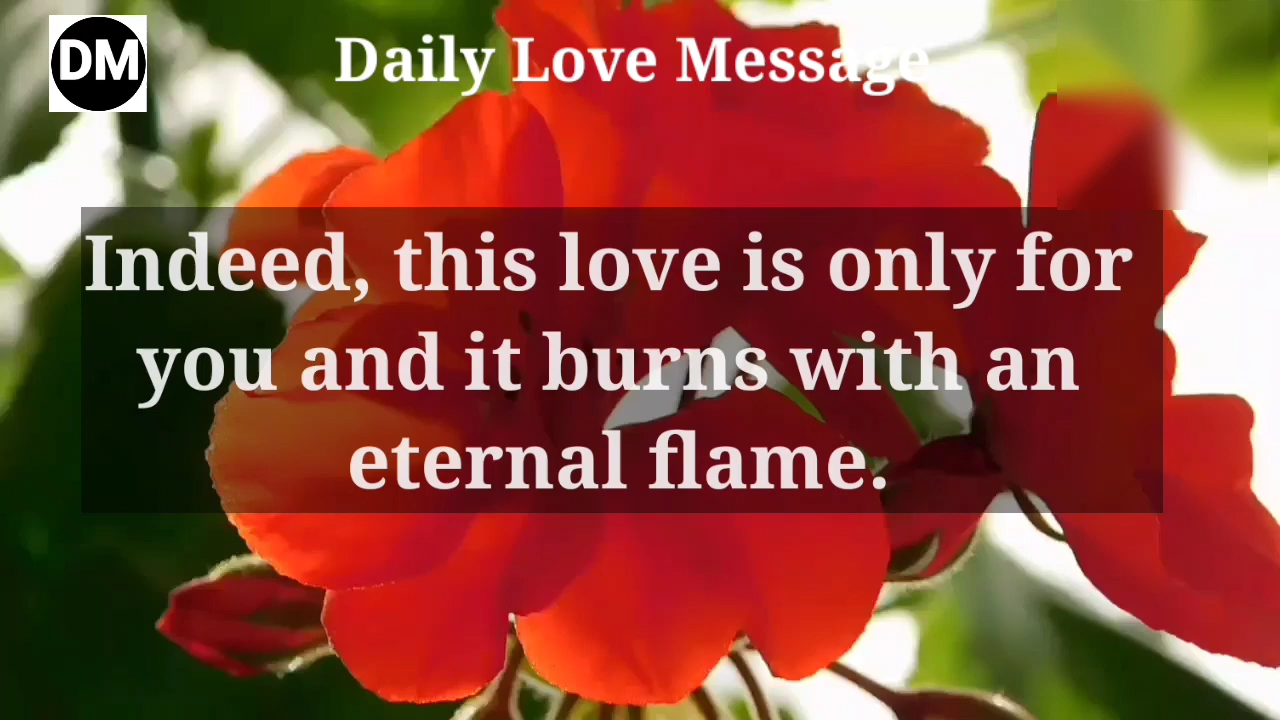 DM
Daily Love Message
Indeed, this love is only for
you and it burns with an
eternal flame.